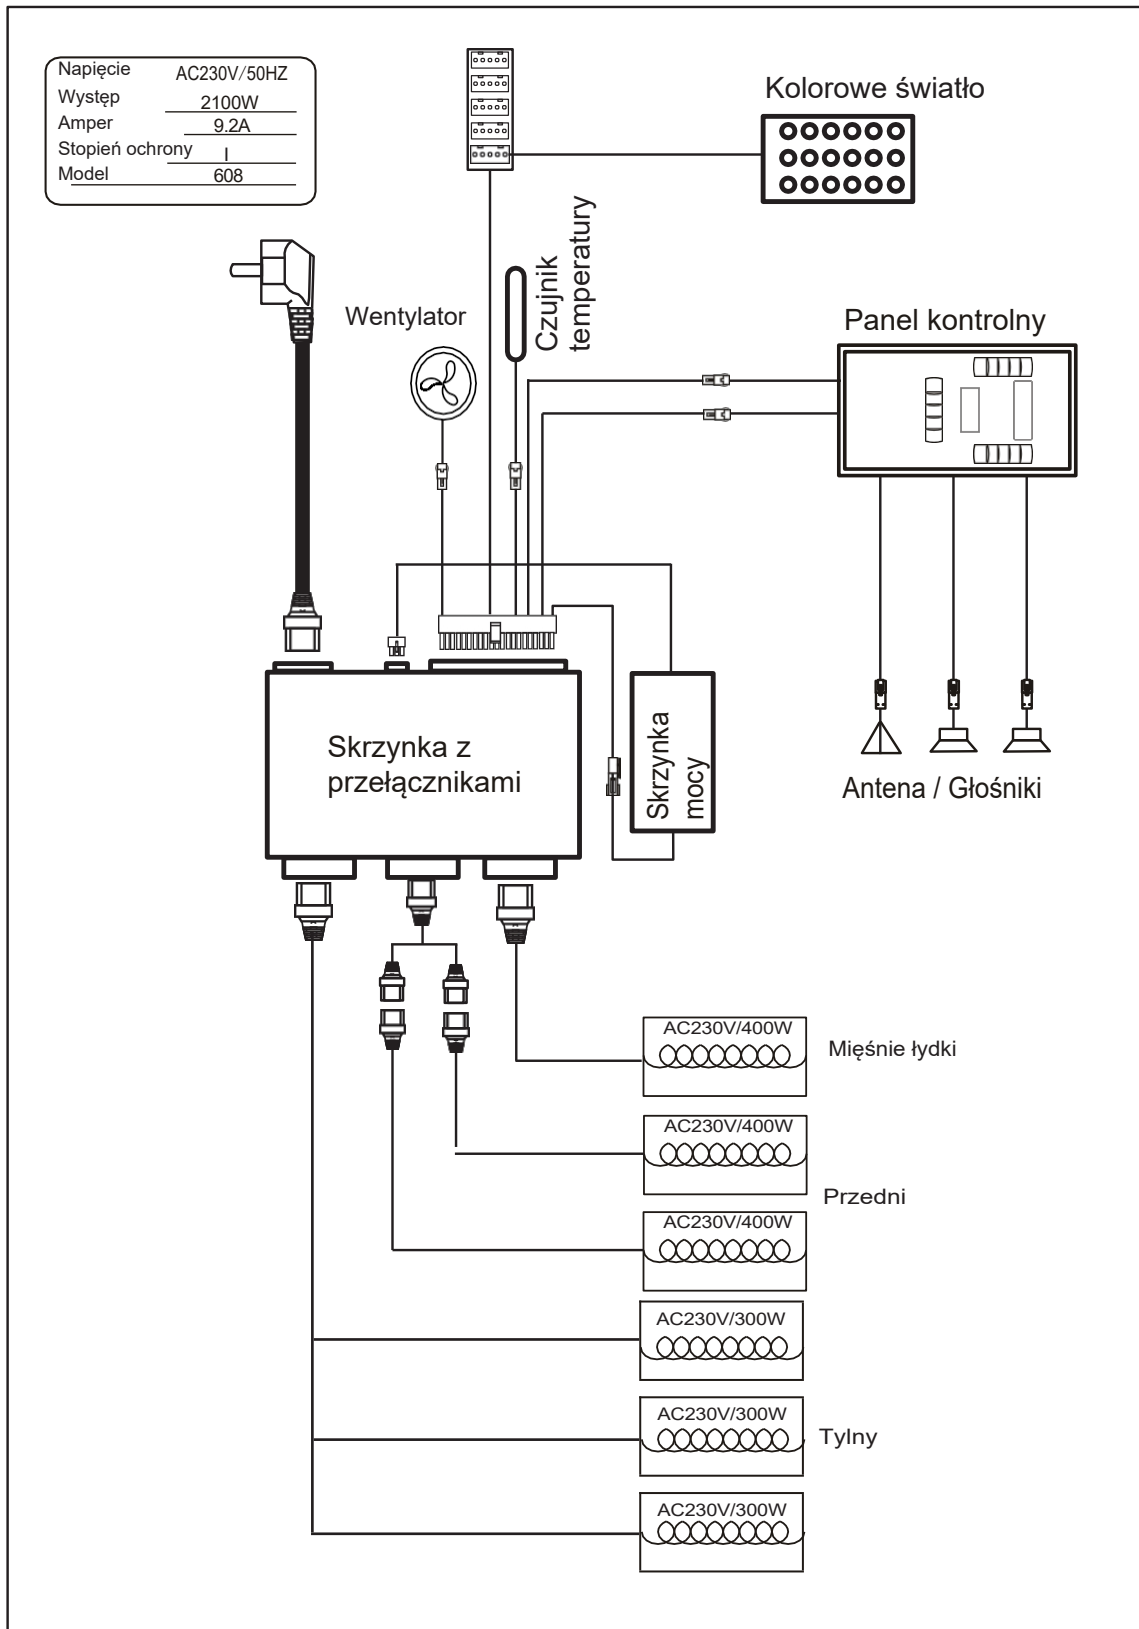 Napięcie AC230V/50HZ
Występ 2100W
Amper 9.2A
Stopień ochrony I
Model 608
Kolorowe światło
Czujnik
temperatury
Wentylator
Panel kontrolny
Skrzynka z
przełącznikami
Skrzynka
mocy
Antena / Głośniki
AC230V/400W
Mięśnie łydki
AC230V/400W
Przedni
AC230V/400W
AC230V/300W
AC230V/300W
Tylny
AC230V/300W